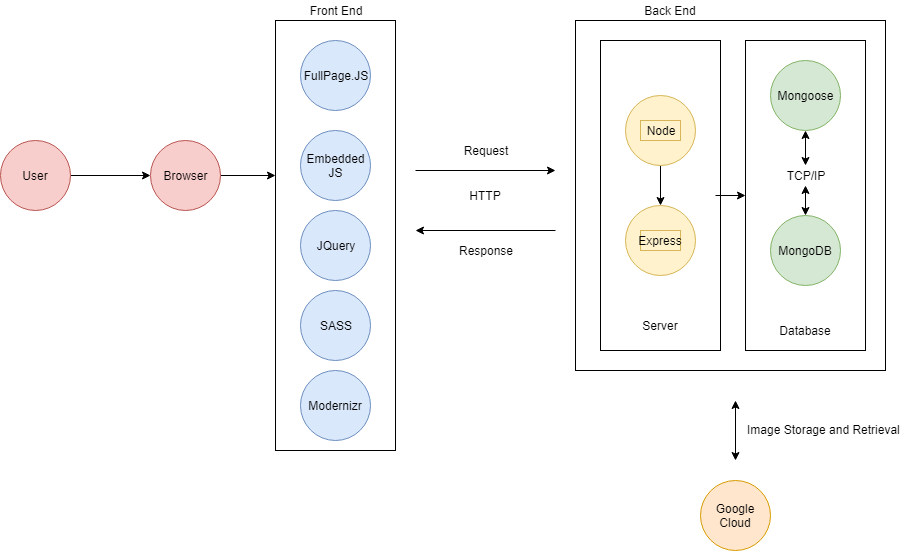 Front End
Back End
FullPage.JS
Embedded
JS
JQuery
SASS
Modernizr
User
Browser
Request
HTTP
Response
Node
Express
Server
Mongoose
TCP/IP
MongoDB
Database
Image Storage and Retrieval
Google
Cloud